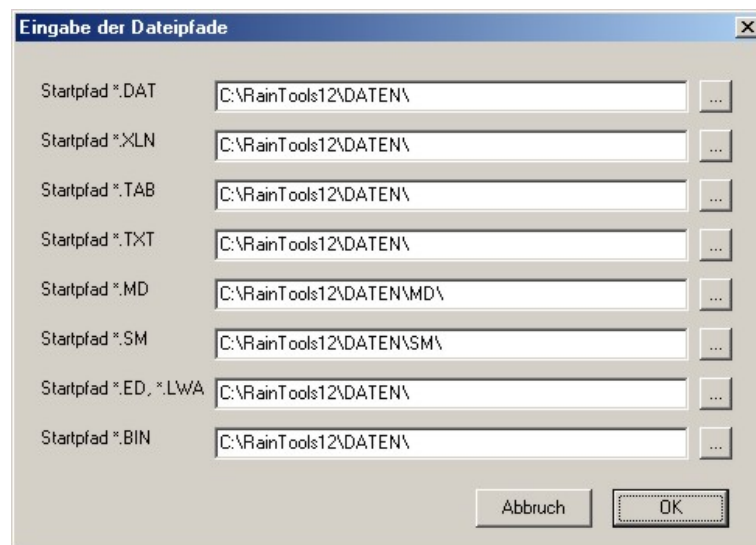 Eingabe der Dateipfade
Startpfad *.DAT C:\RainTools12\DATEN\ ...
Startpfad *.XLN C:\RainTools12\DATEN\ ...
Startpfad *.TAB C:\RainTools12\DATEN\ ...
Startpfad *.TXT C:\RainTools12\DATEN\ ...
Startpfad *.MD C:\RainTools12\DATEN\MD\ ...
Startpfad *.SM C:\RainTools12\DATEN\SM\ ...
Startpfad *.ED, *.LWA C:\RainTools12\DATEN\ ...
Startpfad *.BIN C:\RainTools12\DATEN\ ...
Abbruch OK